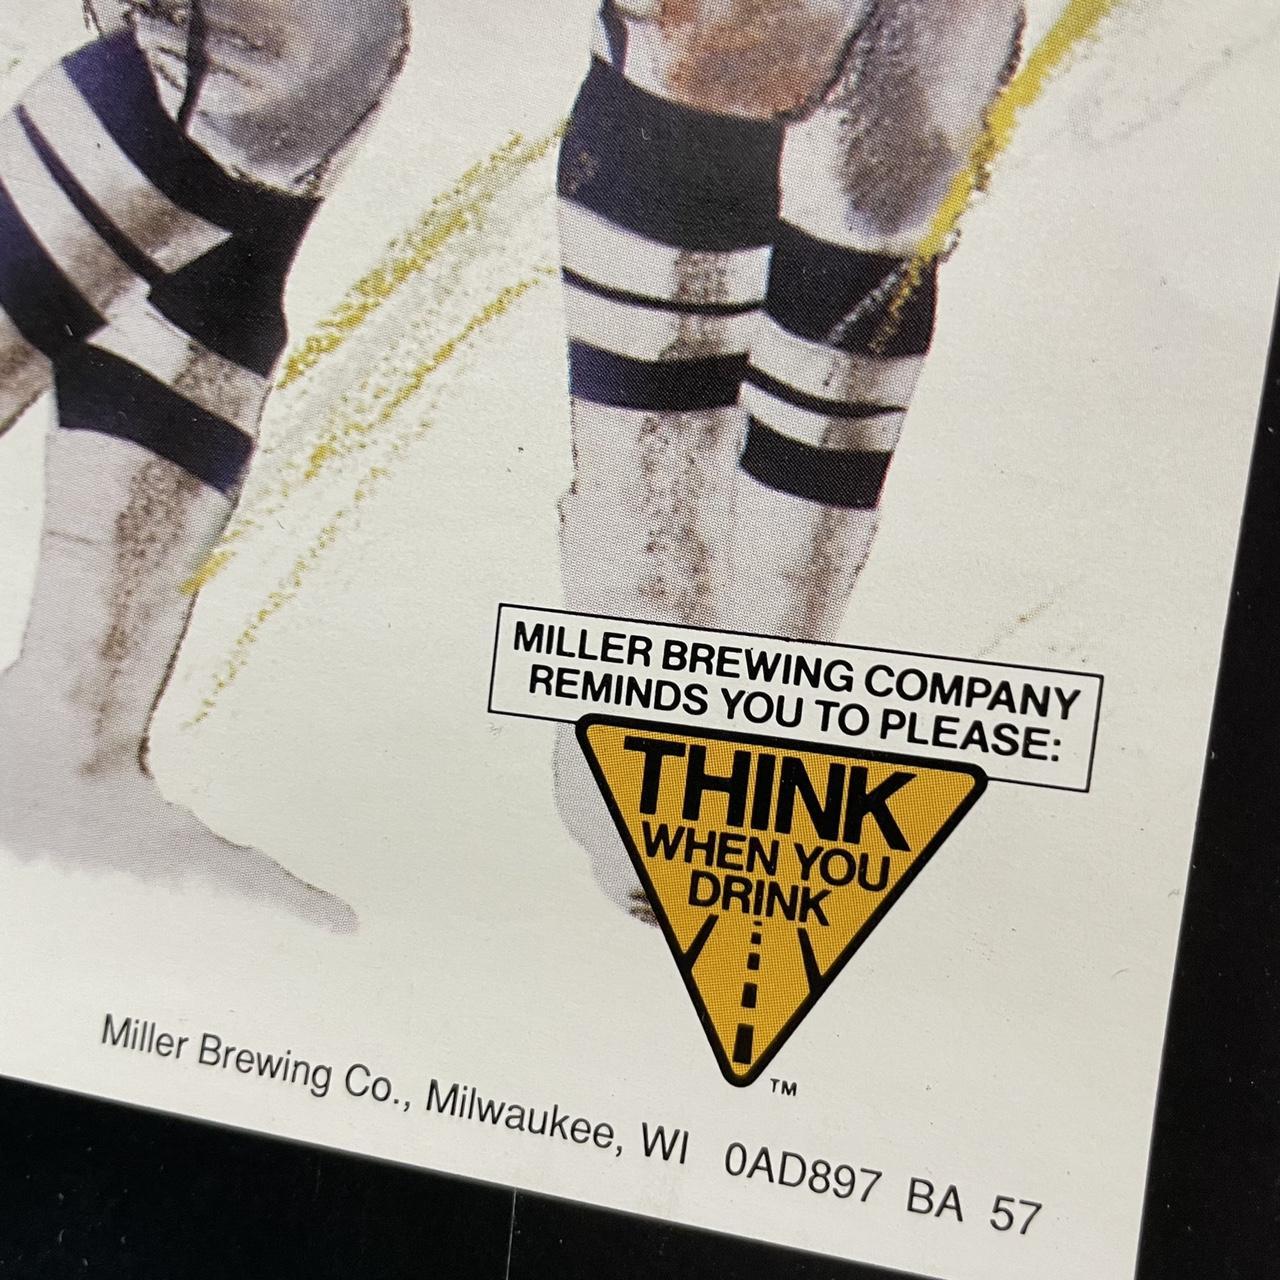 MILLER BREWING COMPANY
REMINDS YOU TO PLEASE:
THINK
WHEN YOU
DRINK
TM
Miller Brewing Co., Milwaukee, WI 0AD897 BA 57